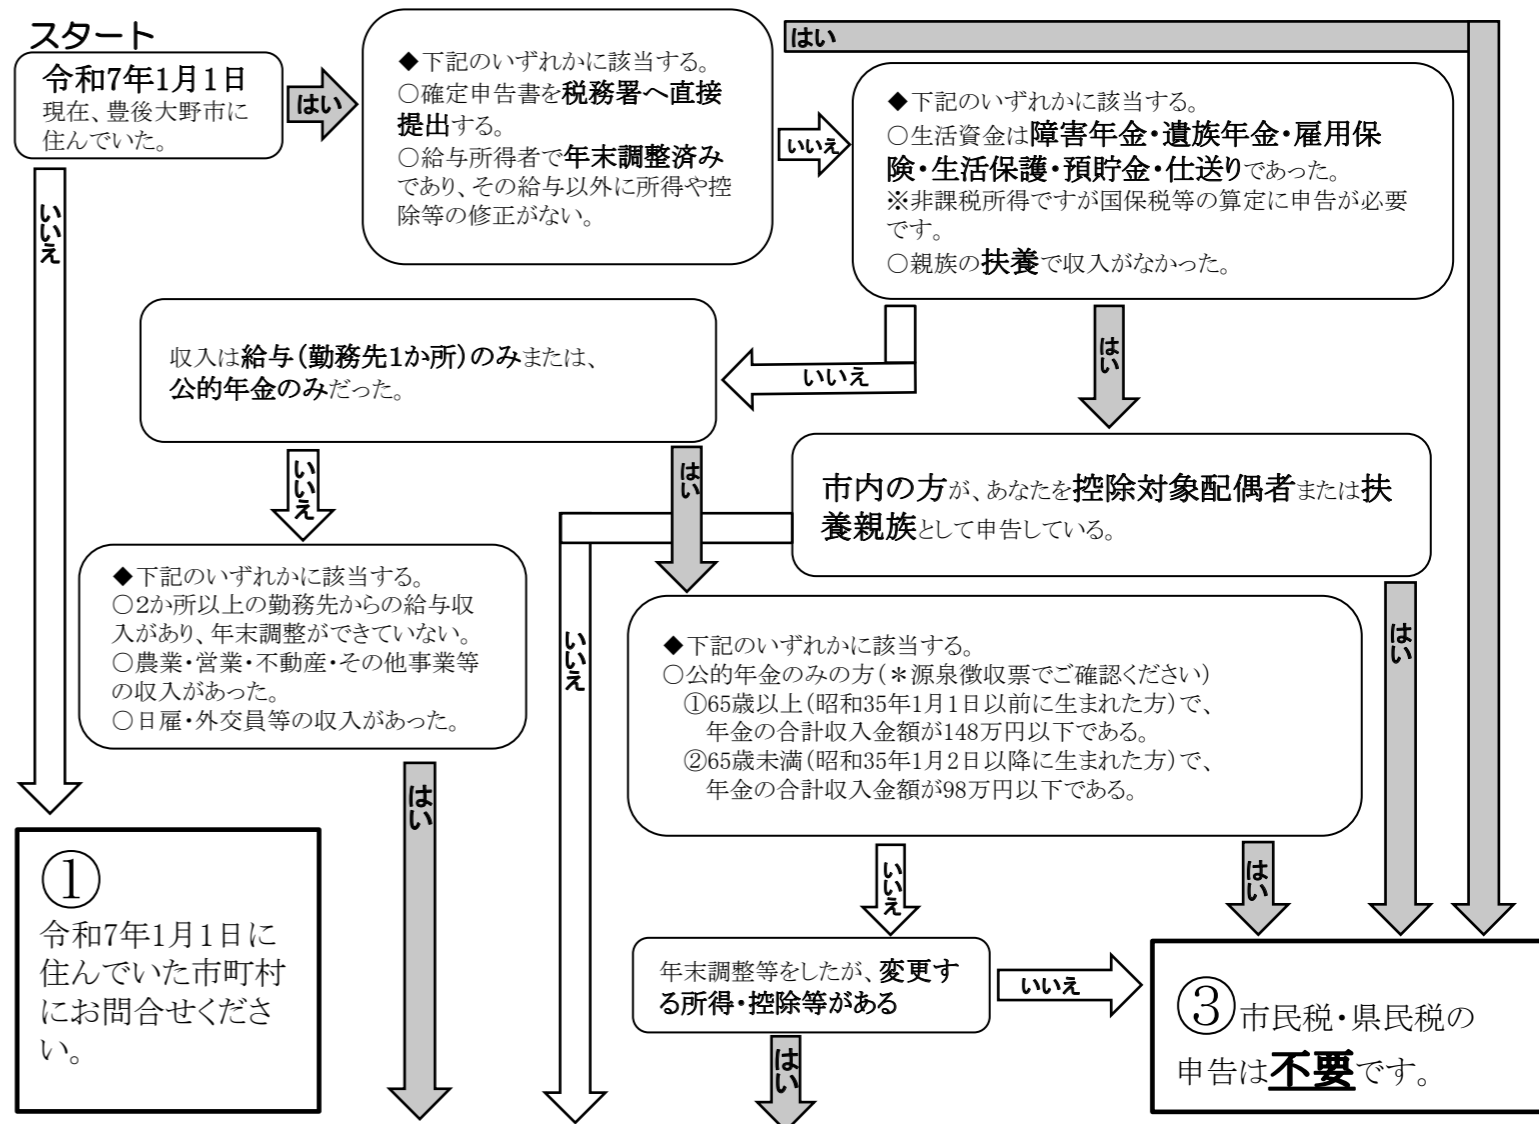 スタート
令和7年1月1日
現在、豊後大野市に
住んでいた。
はい
いいえ
◆下記のいずれかに該当する。
○確定申告書を税務署へ直接
提出する。
○給与所得者で年末調整済み
であり、その給与以外に所得や控
除等の修正がない。
はい
いいえ
◆下記のいずれかに該当する。
○生活資金は障害年金・遺族年金・雇用保
険・生活保護・預貯金・仕送りであった。
※非課税所得ですが国保税等の算定に申告が必要
です。
○親族の扶養で収入がなかった。
いいえ
はい
収入は給与(勤務先1か所)のみまたは、
公的年金のみだった。
いいえ
はい
市内の方が、あなたを控除対象配偶者または扶
養親族として申告している。
いいえ
はい
◆下記のいずれかに該当する。
○2か所以上の勤務先からの給与収
入があり、年末調整ができていない。
○農業・営業・不動産・その他事業等
の収入があった。
○日雇・外交員等の収入があった。
はい
◆下記のいずれかに該当する。
○公的年金のみの方(*源泉徴収票でご確認ください)
①65歳以上(昭和35年1月1日以前に生まれた方)で、
年金の合計収入金額が148万円以下である。
②65歳未満(昭和35年1月2日以降に生まれた方)で、
年金の合計収入金額が98万円以下である。
いいえ
はい
年末調整等をしたが、変更す
る所得・控除等がある
いいえ
はい
①
令和7年1月1日に
住んでいた市町村
にお問合せくださ
い。
③市民税・県民税の
申告は不要です。